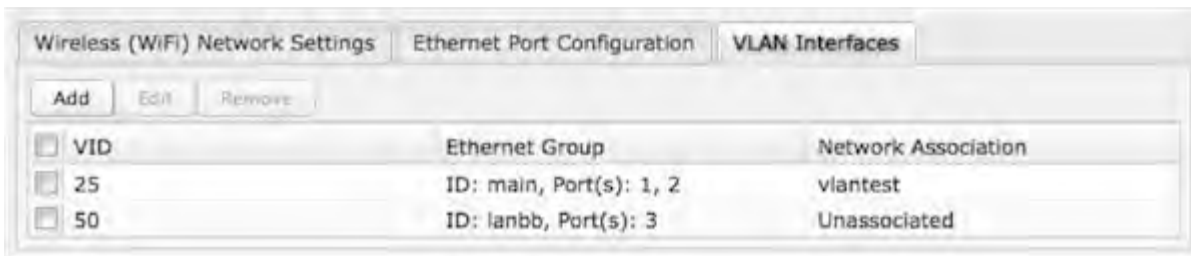 Wireless (WiFi) Network Settings Ethernet Port Configuration VLAN Interfaces
Add Edit Remove
VID Ethernet Group Network Association
25 ID: main, Port(s): 1, 2 vlantest
50 ID: lanbb, Port(s): 3 Unassociated